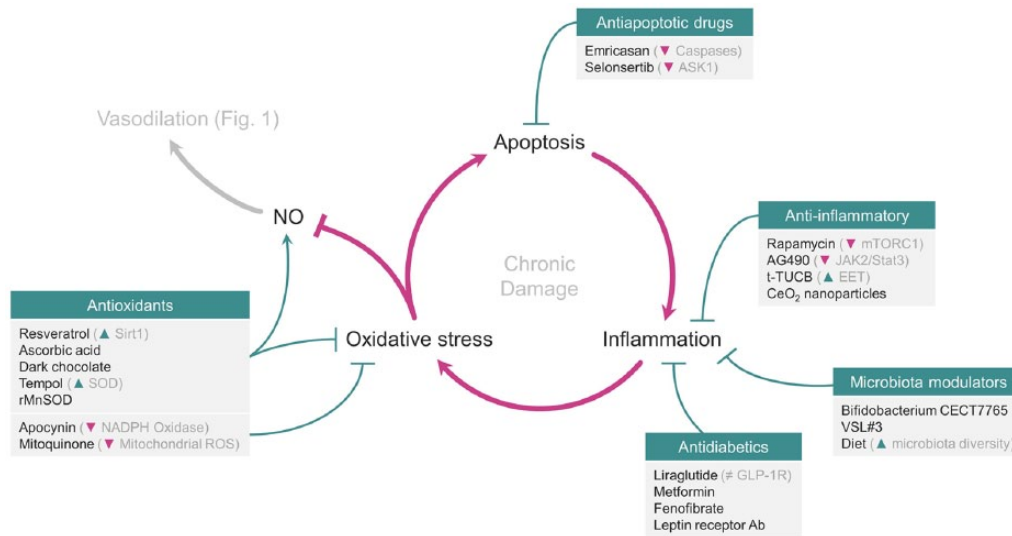 Antiapoptotic drugs
Emricasan (▼ Caspases)
Selonsertib (▼ ASK1)
Vasodilation (Fig. 1)
Apoptosis
NO
Anti-inflammatory
Rapamycin (▼ mTORC1)
AG490 (▼ JAK2/Stat3)
t-TUCB (▲ EET)
CeO₂ nanoparticles
Chronic
Damage
Antioxidants
Resveratrol (▲ Sirt1)
Ascorbic acid
Dark chocolate
Tempol (▲ SOD)
rMnSOD
Apocynin (▼ NADPH Oxidase)
Mitoquinone (▼ Mitochondrial ROS)
Oxidative stress
Inflammation
Microbiota modulators
Bifidobacterium CECT7765
VSL#3
Diet (▲ microbiota diversity)
Antidiabetics
Liraglutide (≠ GLP-1R)
Metformin
Fenofibrate
Leptin receptor Ab